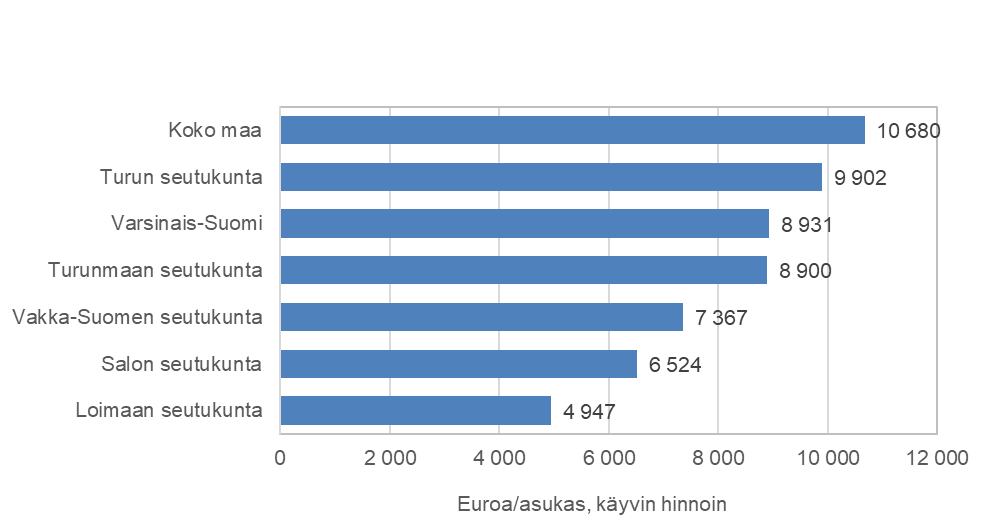 Koko maa 10 680
Turun seutukunta 9 902
Varsinais-Suomi 8 931
Turunmaan seutukunta 8 900
Vakka-Suomen seutukunta 7 367
Salon seutukunta 6 524
Loimaan seutukunta 4 947
0 2 000 4 000 6 000 8 000 10 000 12 000
Euroa/asukas, käyvin hinnoin